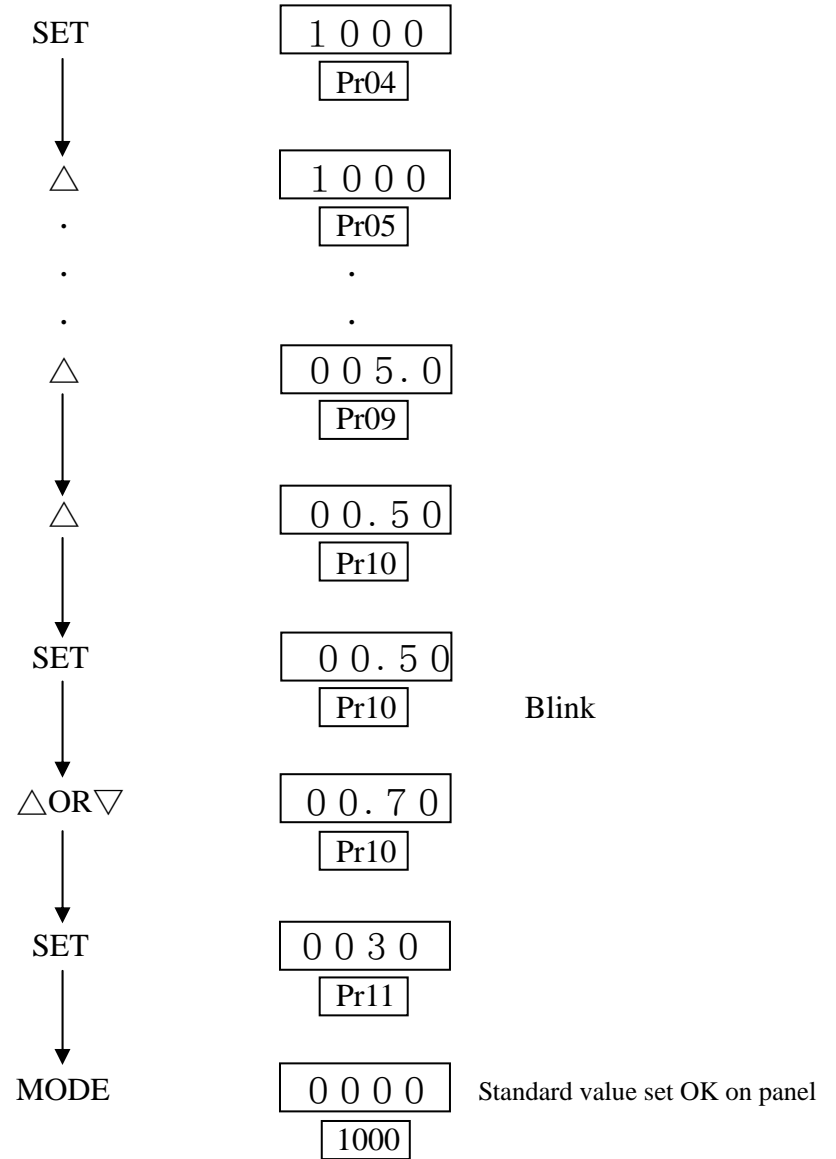 SET 1000
Pr04
△ 1000
Pr05
.
. .
. .
△ 005.0
Pr09
△ 00.50
Pr10
SET 00.50
Pr10 Blink
△OR▽ 00.70
Pr10
SET 0030
Pr11
MODE 0000 Standard value set OK on panel
1000